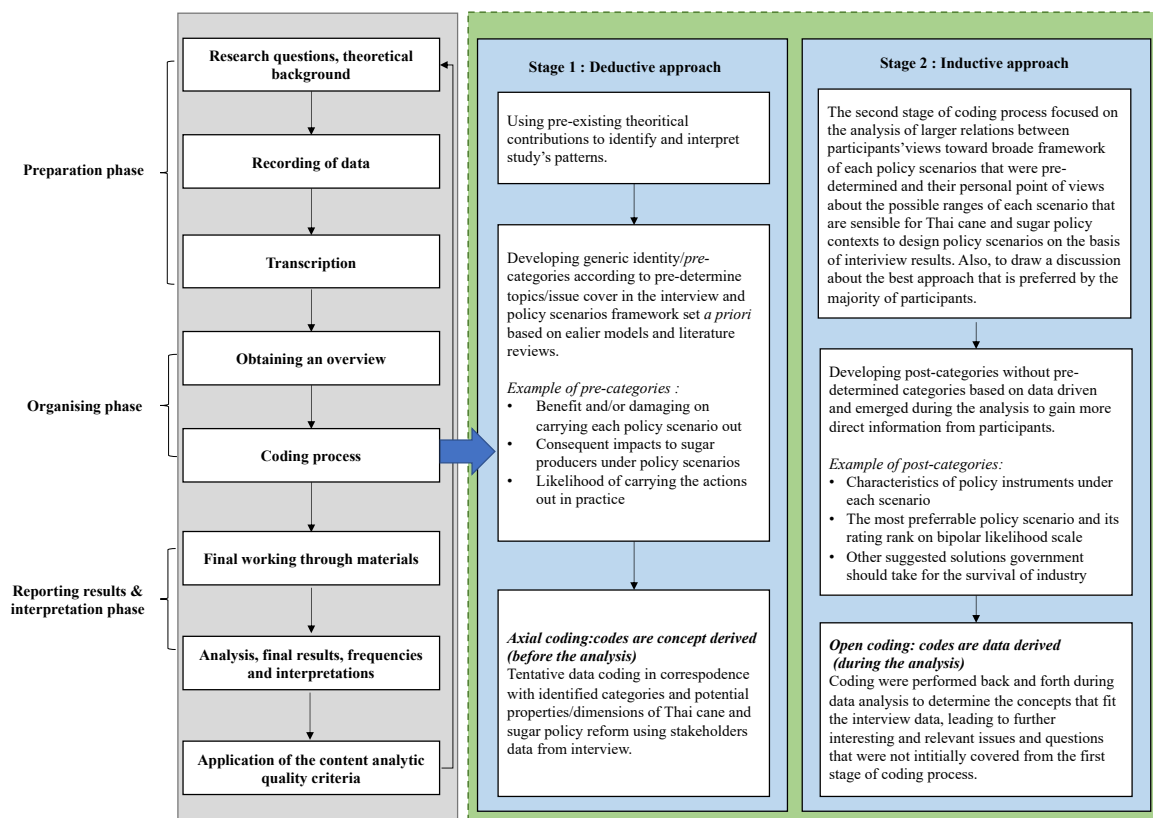 Preparation phase
Organising phase
Reporting results &
interpretation phase
Research questions, theoretical
background
Recording of data
Transcription
Obtaining an overview
Coding process
Final working through materials
Analysis, final results, frequencies
and interpretations
Application of the content analytic
quality criteria
Stage 1 : Deductive approach
Using pre-existing theoritical
contributions to identify and interpret
study’s patterns.
Developing generic identity/pre-
categories according to pre-determine
topics/issue cover in the interview and
policy scenarios framework set a priori
based on ealier models and literature
reviews.
Example of pre-categories :
• Benefit and/or damaging on
carrying each policy scenario out
• Consequent impacts to sugar
producers under policy scenarios
• Likelihood of carrying the actions
out in practice
Axial coding:codes are concept derived
(before the analysis)
Tentative data coding in correspodence
with identified categories and potential
properties/dimensions of Thai cane and
sugar policy reform using stakeholders
data from interview.
Stage 2 : Inductive approach
The second stage of coding process focused on
the analysis of larger relations between
participants’views toward broad framework
of each policy scenarios that were pre-
determined and their personal point of views
about the possible ranges of each scenario that
are sensible for Thai cane and sugar policy
contexts to design policy scenarios on the basis
of interiview results. Also, to draw a discussion
about the best approach that is preferred by the
majority of participants.
Developing post-categories without pre-
determined categories based on data driven
and emerged during the analysis to gain more
direct information from participants.
Example of post-categories:
• Characteristics of policy instruments under
each scenario
• The most preferrable policy scenario and its
rating rank on bipolar likelihood scale
• Other suggested solutions government
should take for the survival of industry
Open coding: codes are data derived
(during the analysis)
Coding were performed back and forth during
data analysis to determine the concepts that fit
the interview data, leading to further
interesting and relevant issues and questions
that were not intitially covered from the first
stage of coding process.